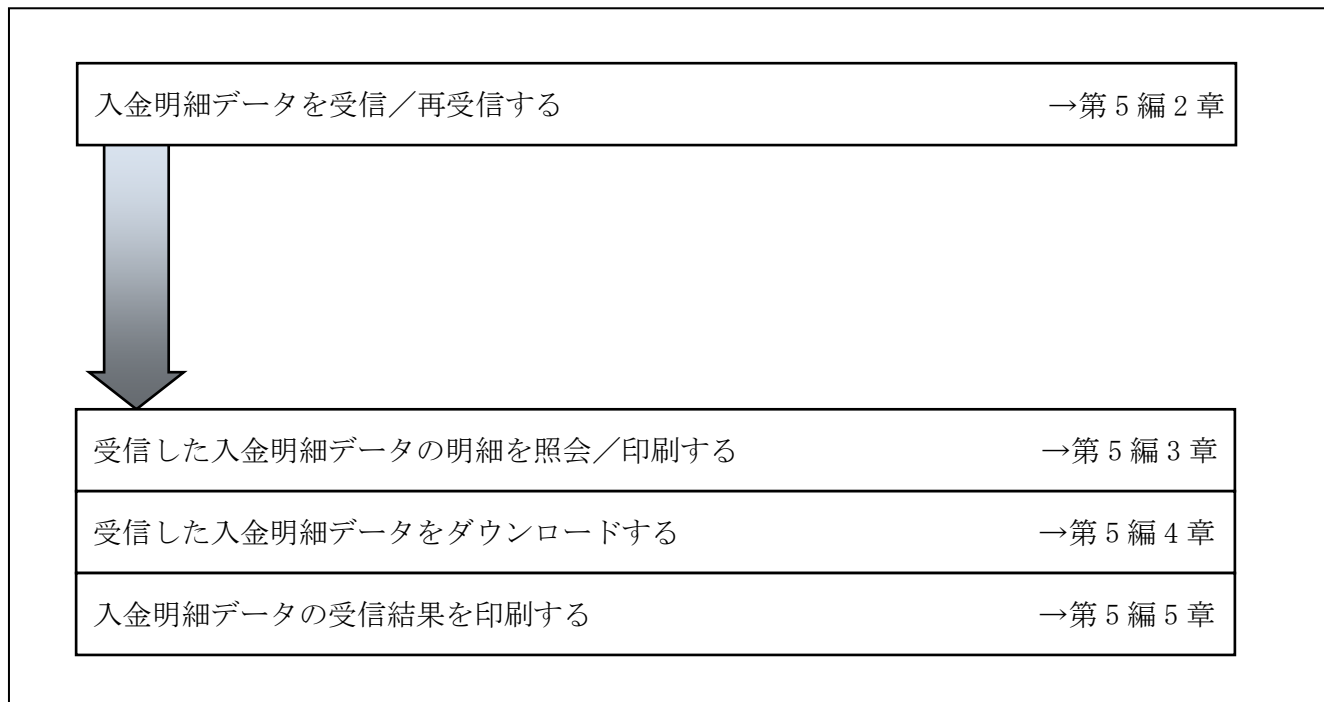 入金明細データを受信／再受信する →第５編２章
受信した入金明細データの明細を照会／印刷する →第５編３章
受信した入金明細データをダウンロードする →第５編４章
入金明細データの受信結果を印刷する →第５編５章